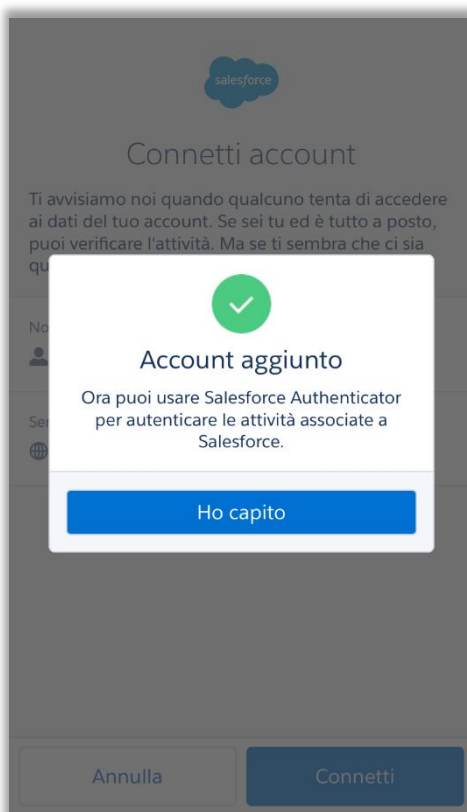 salesforce
Connetti account
Ti avvisiamo noi quando qualcuno tenta di accedere
ai dati del tuo account. Se sei tu ed è tutto a posto,
puoi verificare l'attività. Ma se ti sembra che ci sia
Account aggiunto
Ora puoi usare Salesforce Authenticator
per autenticare le attività associate a
Salesforce.
Ho capito
Annulla
Connetti